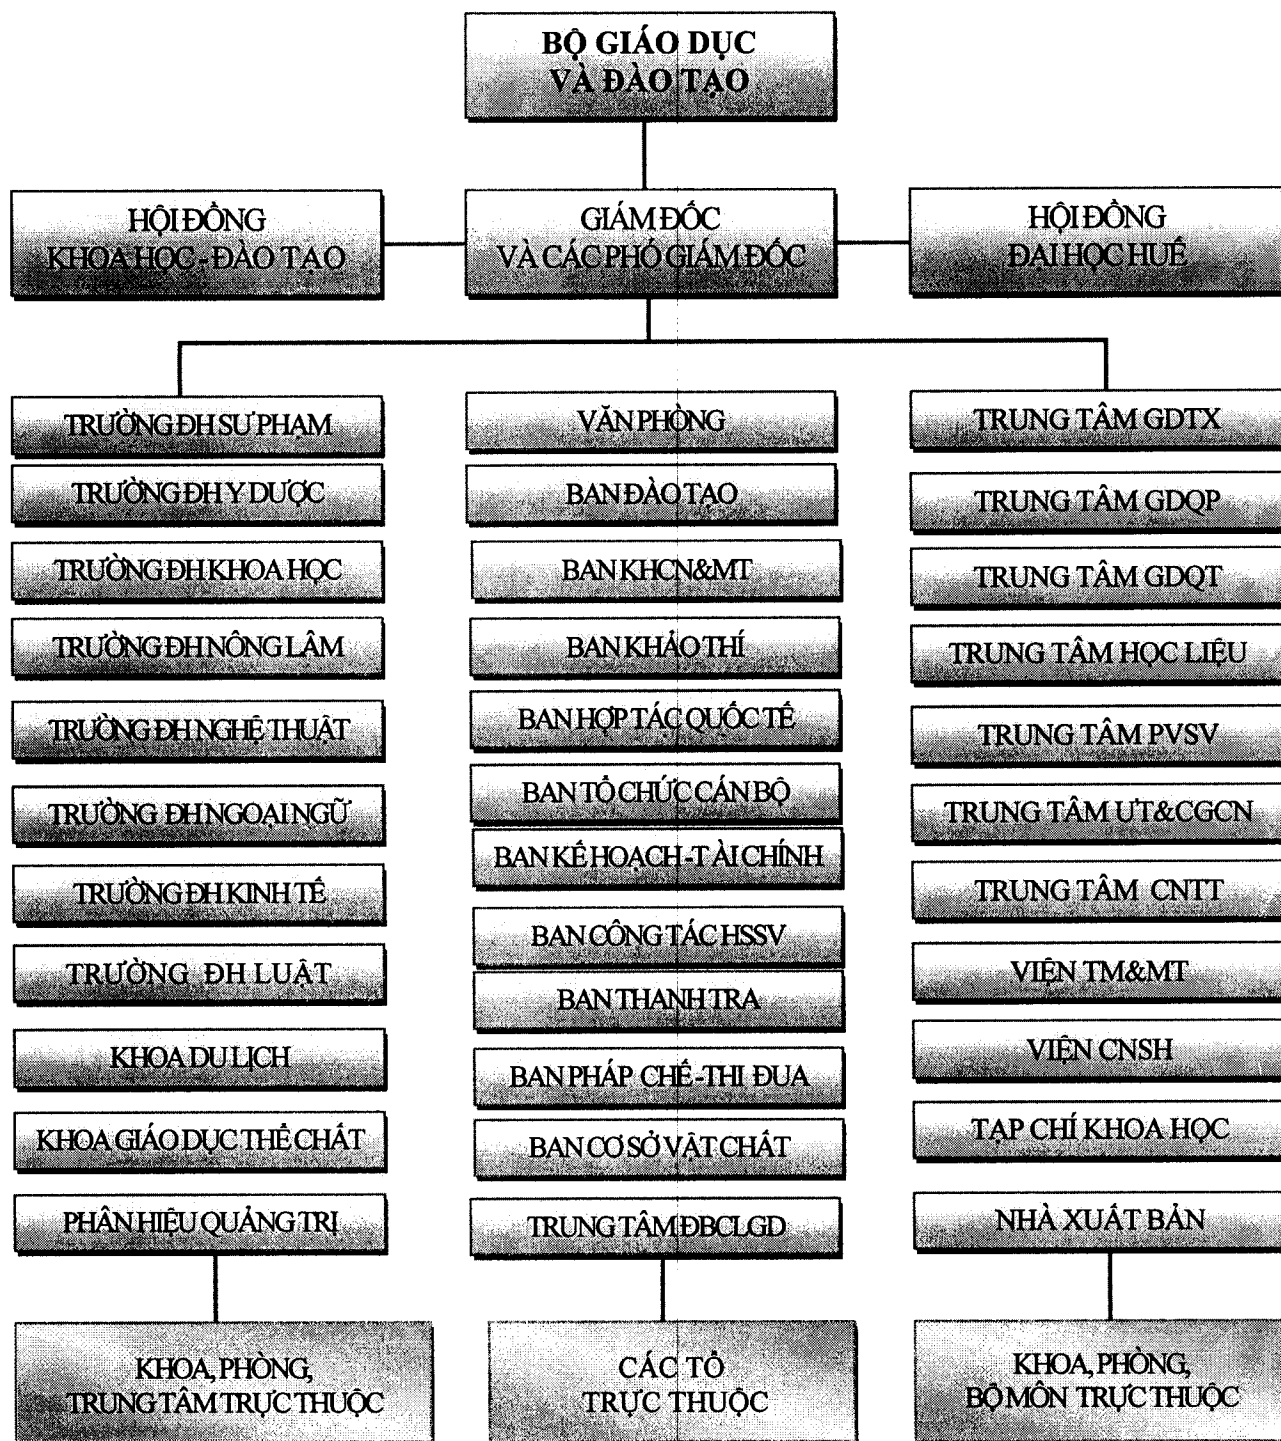 BỘ GIÁO DỤC
VÀ ĐÀO TẠO
HỘI ĐỒNG
KHOA HỌC - ĐÀO TẠO
GIÁM ĐỐC
VÀ CÁC PHÓ GIÁM ĐỐC
HỘI ĐỒNG
ĐẠI HỌC HUẾ
TRƯỜNG ĐH SƯ PHẠM
TRƯỜNG ĐH Y DƯỢC
TRƯỜNG ĐH KHOA HỌC
TRƯỜNG ĐH NÔNG LÂM
TRƯỜNG ĐH NGHỆ THUẬT
TRƯỜNG ĐH NGOẠI NGỮ
TRƯỜNG ĐH KINH TẾ
TRƯỜNG ĐH LUẬT
KHOA DU LỊCH
KHOA GIÁO DỤC THỂ CHẤT
PHÂN HIỆU QUẢNG TRỊ
KHOA, PHÒNG,
TRUNG TÂM TRỰC THUỘC
VĂN PHÒNG
BAN ĐÀO TẠO
BAN KHCN&MT
BAN KHẢO THÍ
BAN HỢP TÁC QUỐC TẾ
BAN TỔ CHỨC CÁN BỘ
BAN KẾ HOẠCH - TÀI CHÍNH
BAN CÔNG TÁC HSSV
BAN THANH TRA
BAN PHÁP CHẾ - THI ĐUA
BAN CƠ SỞ VẬT CHẤT
TRUNG TÂM ĐBCLGD
CÁC TỔ
TRỰC THUỘC
TRUNG TÂM GDTX
TRUNG TÂM GDQP
TRUNG TÂM GDQT
TRUNG TÂM HỌC LIỆU
TRUNG TÂM PVSV
TRUNG TÂM ƯT&CGCN
TRUNG TÂM CNTT
VIỆN TM&MT
VIỆN CNSH
TẠP CHÍ KHOA HỌC
NHÀ XUẤT BẢN
KHOA, PHÒNG,
BỘ MÔN TRỰC THUỘC